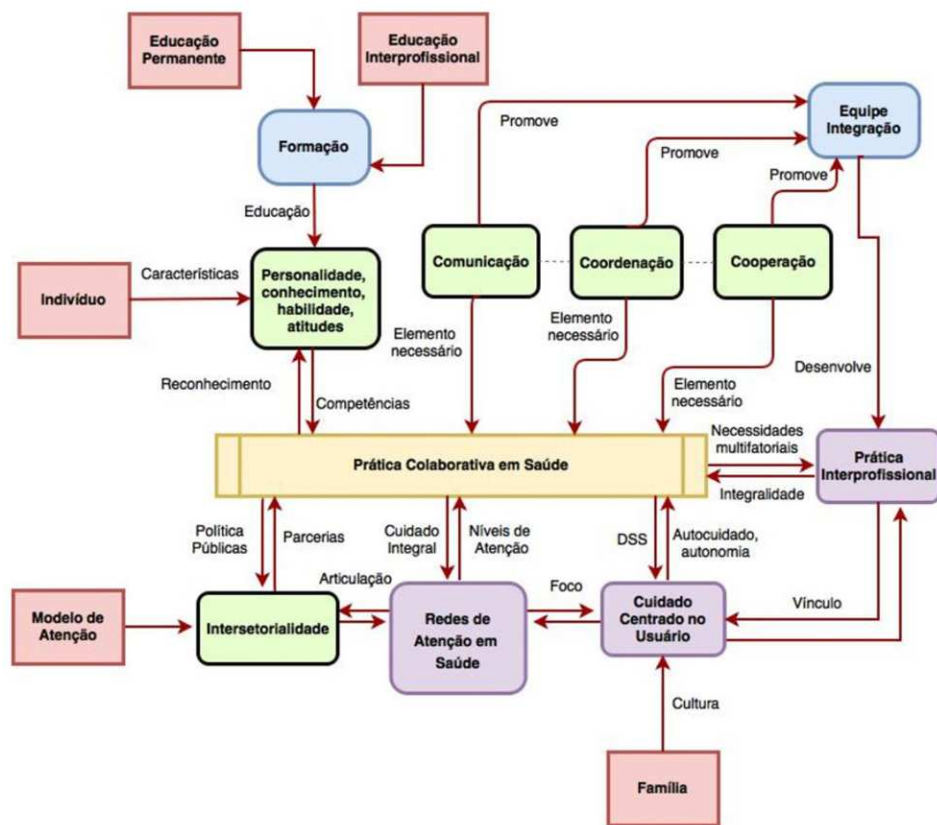 Educação
Permanente
Educação
Interprofissional
Equipe
Integração
Promove
Promove
Promove
Formação
Educação
Comunicação
Coordenação
Cooperação
Características
Indivíduo
Personalidade,
conhecimento,
habilidade,
atitudes
Elemento
necessário
Elemento
necessário
Elemento
necessário
Desenvolve
Reconhecimento
Competências
Necessidades
multifatoriais
Prática Colaborativa em Saúde
Prática
Interprofissional
Integralidade
Política
Públicas
Parcerias
Cuidado
Integral
Níveis de
Atenção
DSS
Autocuidado,
autonomia
Articulação
Foco
Vínculo
Modelo de
Atenção
Intersetorialidade
Redes de
Atenção em
Saúde
Cuidado
Centrado no
Usuário
Cultura
Família